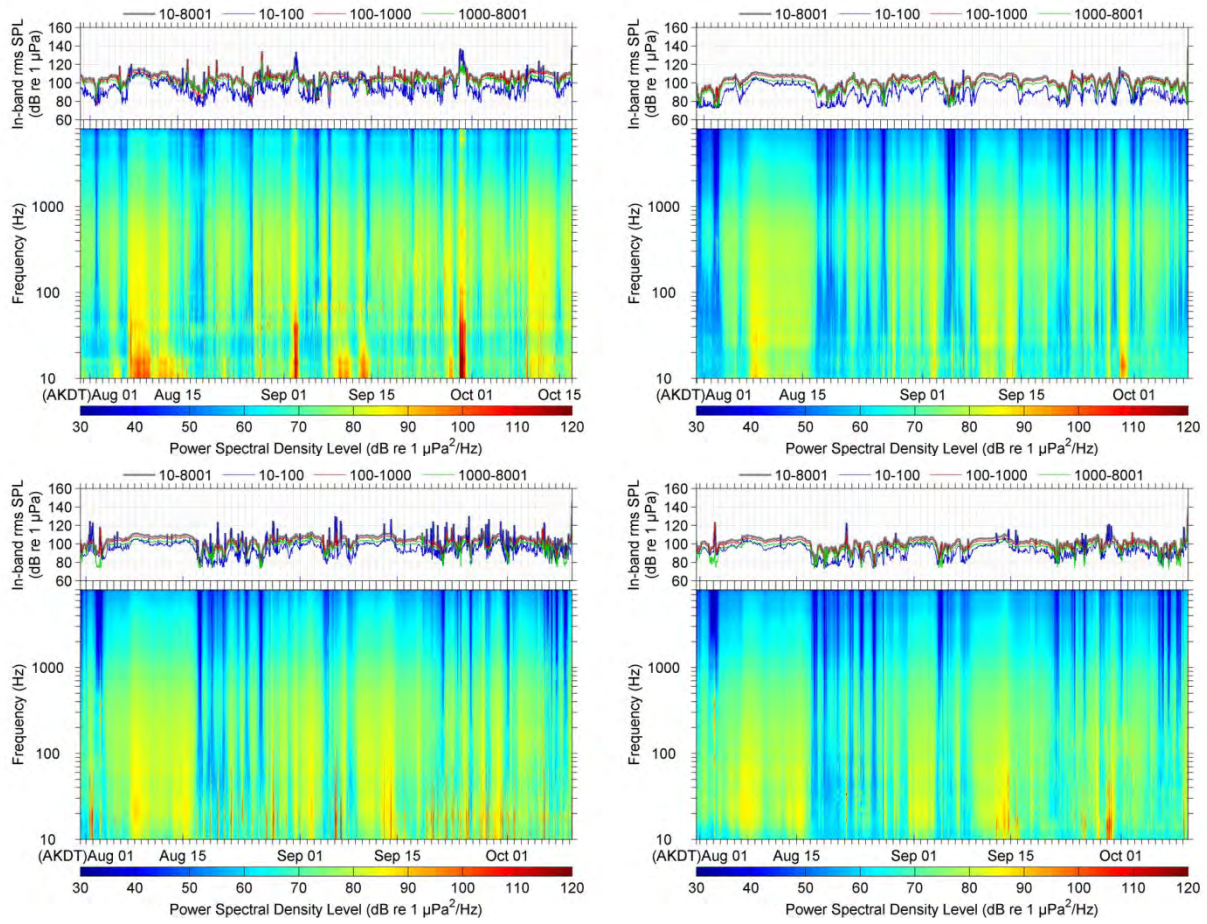 10-8001 10-100 100-1000 1000-8001
In-band rms SPL
(dB re 1 µPa)
160
140
120
100
80
60
Frequency (Hz)
1000
100
10
(AKDT) Aug 01 Aug 15 Sep 01 Sep 15 Oct 01 Oct 15
30 40 50 60 70 80 90 100 110 120
Power Spectral Density Level (dB re 1 µPa²/Hz)
10-8001 10-100 100-1000 1000-8001
In-band rms SPL
(dB re 1 µPa)
160
140
120
100
80
60
Frequency (Hz)
1000
100
10
(AKDT) Aug 01 Aug 15 Sep 01 Sep 15 Oct 01
30 40 50 60 70 80 90 100 110 120
Power Spectral Density Level (dB re 1 µPa²/Hz)
10-8001 10-100 100-1000 1000-8001
In-band rms SPL
(dB re 1 µPa)
160
140
120
100
80
60
Frequency (Hz)
1000
100
10
(AKDT) Aug 01 Aug 15 Sep 01 Sep 15 Oct 01
30 40 50 60 70 80 90 100 110 120
Power Spectral Density Level (dB re 1 µPa²/Hz)
10-8001 10-100 100-1000 1000-8001
In-band rms SPL
(dB re 1 µPa)
160
140
120
100
80
60
Frequency (Hz)
1000
100
10
(AKDT) Aug 01 Aug 15 Sep 01 Sep 15 Oct 01
30 40 50 60 70 80 90 100 110 120
Power Spectral Density Level (dB re 1 µPa²/Hz)